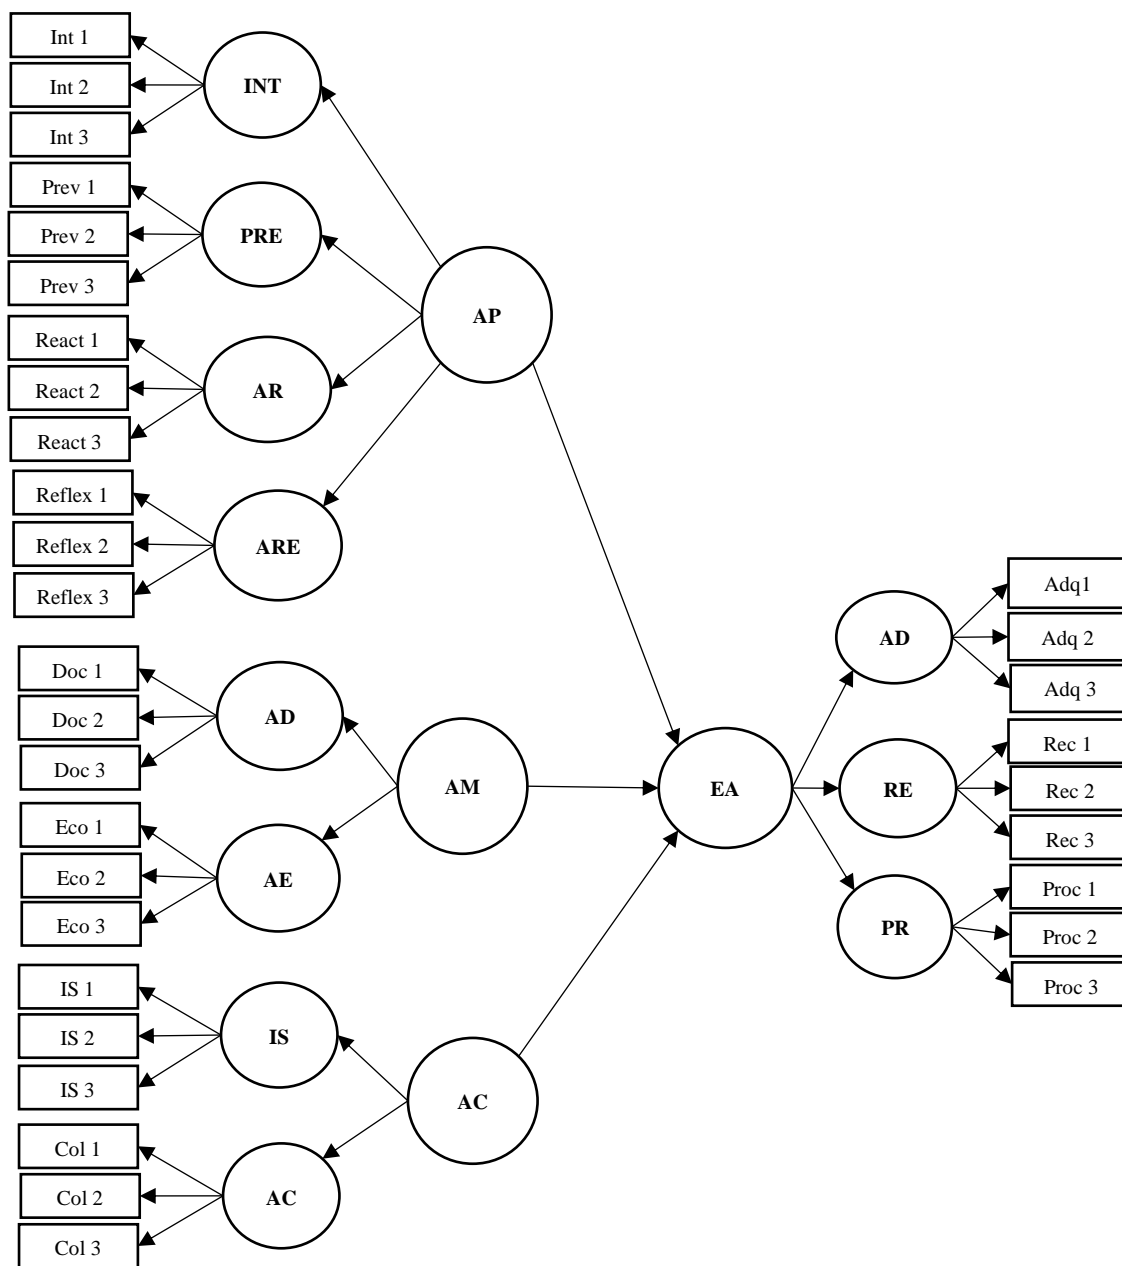 Int 1
Int 2
Int 3
INT
Prev 1
Prev 2
Prev 3
PRE
React 1
React 2
React 3
AR
Reflex 1
Reflex 2
Reflex 3
ARE
AP
Doc 1
Doc 2
Doc 3
AD
Eco 1
Eco 2
Eco 3
AE
AM
IS 1
IS 2
IS 3
IS
Col 1
Col 2
Col 3
AC
AC
EA
AD
Adq1
Adq 2
Adq 3
RE
Rec 1
Rec 2
Rec 3
PR
Proc 1
Proc 2
Proc 3